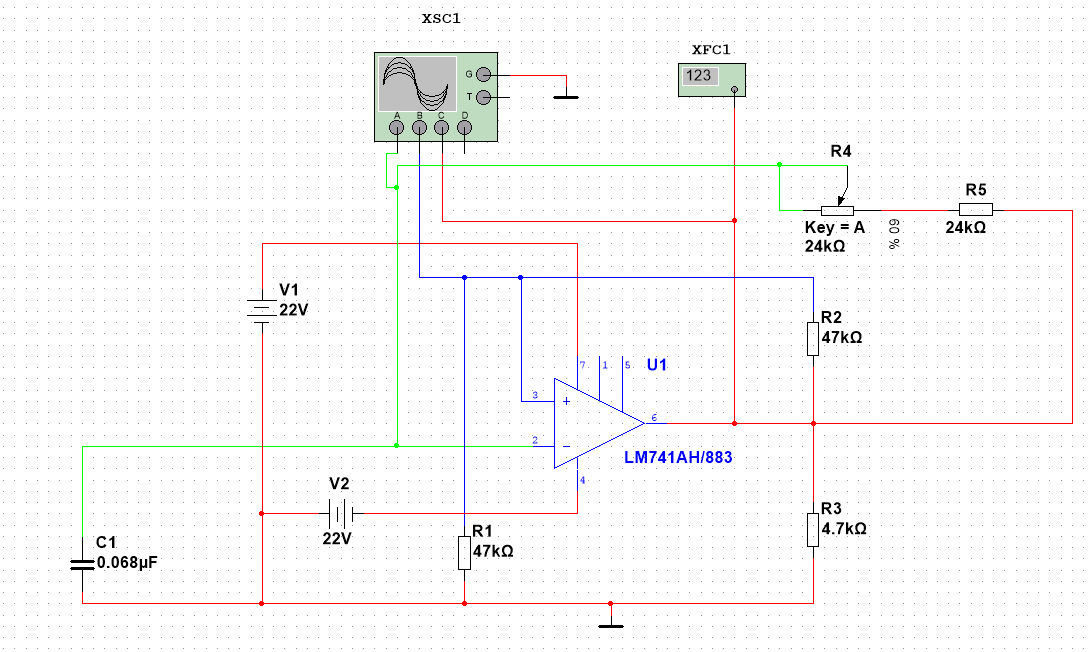 XSC1
XFC1
G
123
T
A B C D
R4
R5
Key = A
24kΩ
60 %
24kΩ
V1
22V
R2
47kΩ
7 1 5
U1
3
+
6
2
−
LM741AH/883
4
V2
22V
R3
4.7kΩ
R1
47kΩ
C1
0.068µF